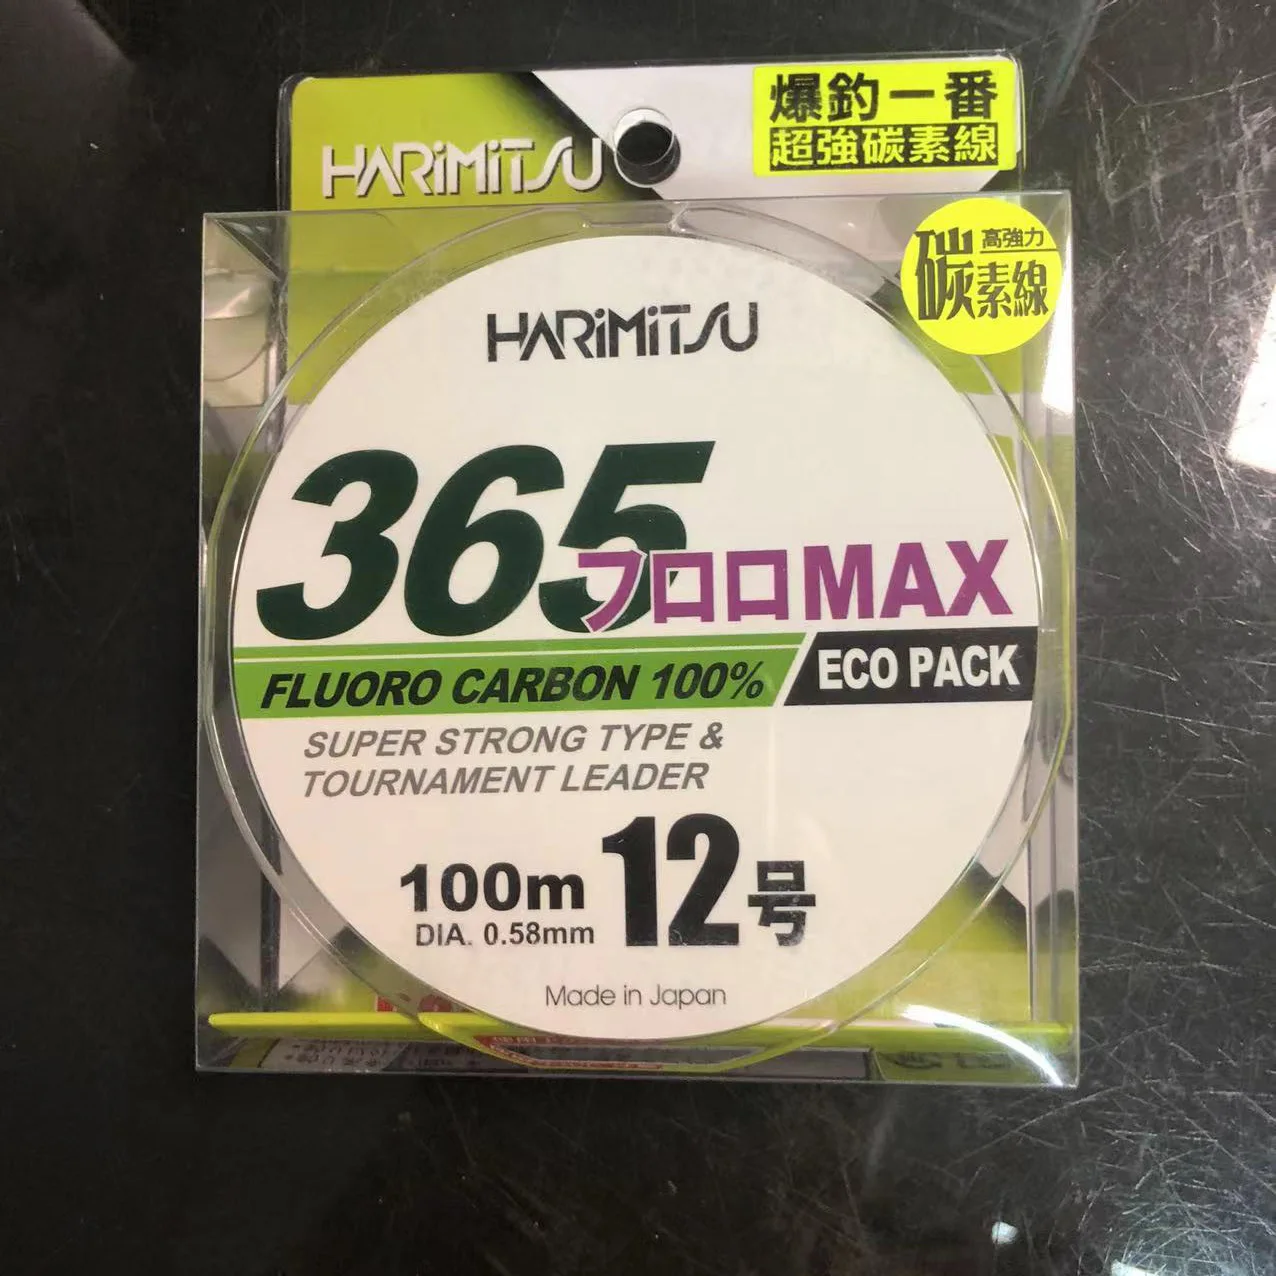 HARiMiTSU
爆釣一番
超強碳素線
高強力
碳素線
HARiMiTSU
365
フロロMAX
FLUORO CARBON 100%
ECO PACK
SUPER STRONG TYPE &
TOURNAMENT LEADER
100m
DIA. 0.58mm
12号
Made in Japan